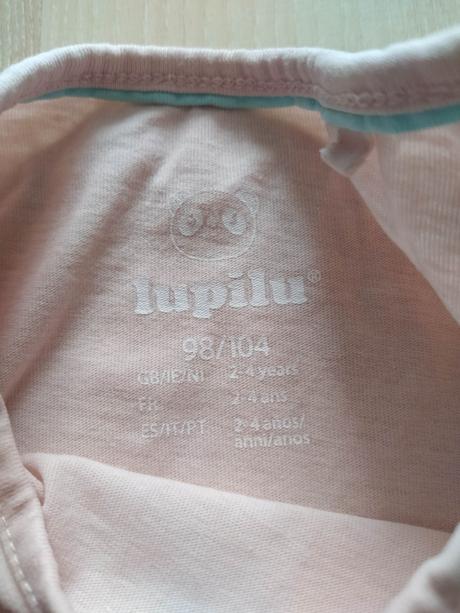 lupilu®
98/104
GB/IE/NI 2-4 years
FR 2-4 ans
ES/IT/PT 2-4 años/
anni/anos